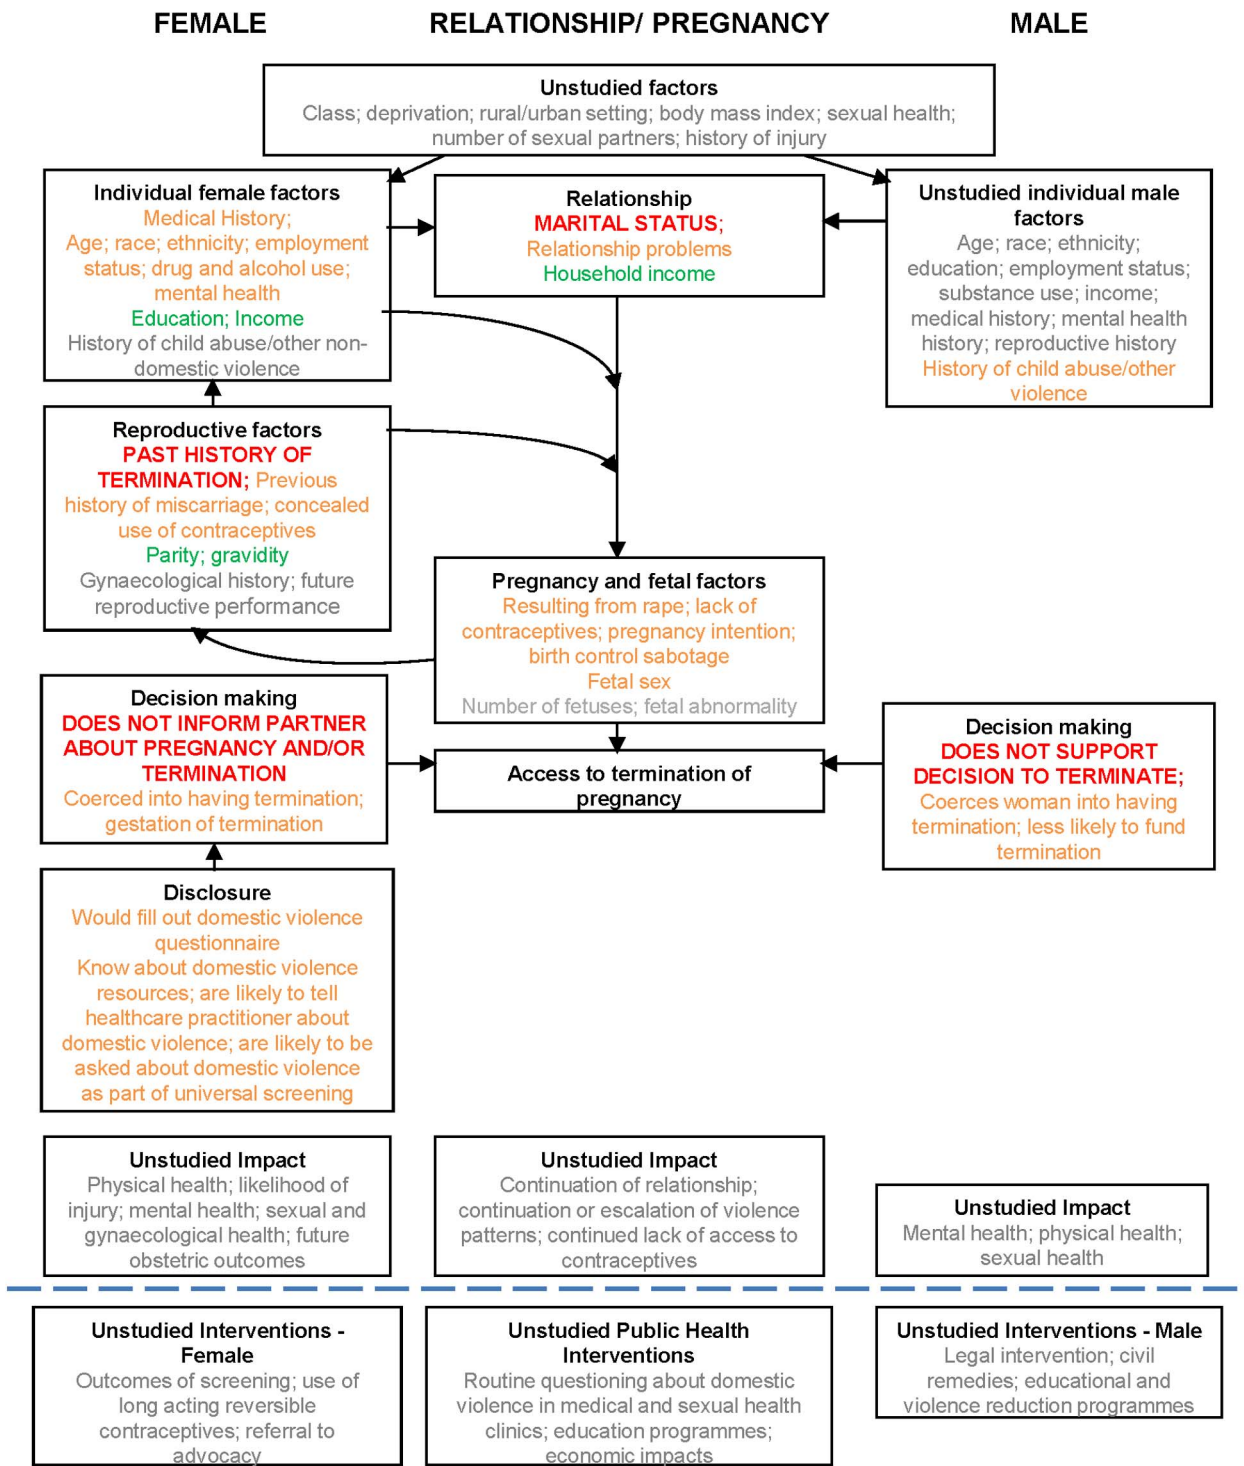 FEMALE
RELATIONSHIP/ PREGNANCY
MALE
Unstudied factors
Class; deprivation; rural/urban setting; body mass index; sexual health;
number of sexual partners; history of injury
Individual female factors
Medical History;
Age; race; ethnicity; employment
status; drug and alcohol use;
mental health
Education; Income
History of child abuse/other non-
domestic violence
Relationship
MARITAL STATUS;
Relationship problems
Household income
Unstudied individual male
factors
Age; race; ethnicity;
education; employment status;
substance use; income;
medical history; mental health
history; reproductive history
History of child abuse/other
violence
Reproductive factors
PAST HISTORY OF
TERMINATION; Previous
history of miscarriage; concealed
use of contraceptives
Parity; gravidity
Gynaecological history; future
reproductive performance
Pregnancy and fetal factors
Resulting from rape; lack of
contraceptives; pregnancy intention;
birth control sabotage
Fetal sex
Number of fetuses; fetal abnormality
Decision making
DOES NOT INFORM PARTNER
ABOUT PREGNANCY AND/OR
TERMINATION
Coerced into having termination;
gestation of termination
Access to termination of
pregnancy
Decision making
DOES NOT SUPPORT
DECISION TO TERMINATE;
Coerces woman into having
termination; less likely to fund
termination
Disclosure
Would fill out domestic violence
questionnaire
Know about domestic violence
resources; are likely to tell
healthcare practitioner about
domestic violence; are likely to be
asked about domestic violence
as part of universal screening
Unstudied Impact
Physical health; likelihood of
injury; mental health; sexual and
gynaecological health; future
obstetric outcomes
Unstudied Impact
Continuation of relationship;
continuation or escalation of violence
patterns; continued lack of access to
contraceptives
Unstudied Impact
Mental health; physical health;
sexual health
Unstudied Interventions -
Female
Outcomes of screening; use of
long acting reversible
contraceptives; referral to
advocacy
Unstudied Public Health
Interventions
Routine questioning about domestic
violence in medical and sexual health
clinics; education programmes;
economic impacts
Unstudied Interventions - Male
Legal intervention; civil
remedies; educational and
violence reduction programmes